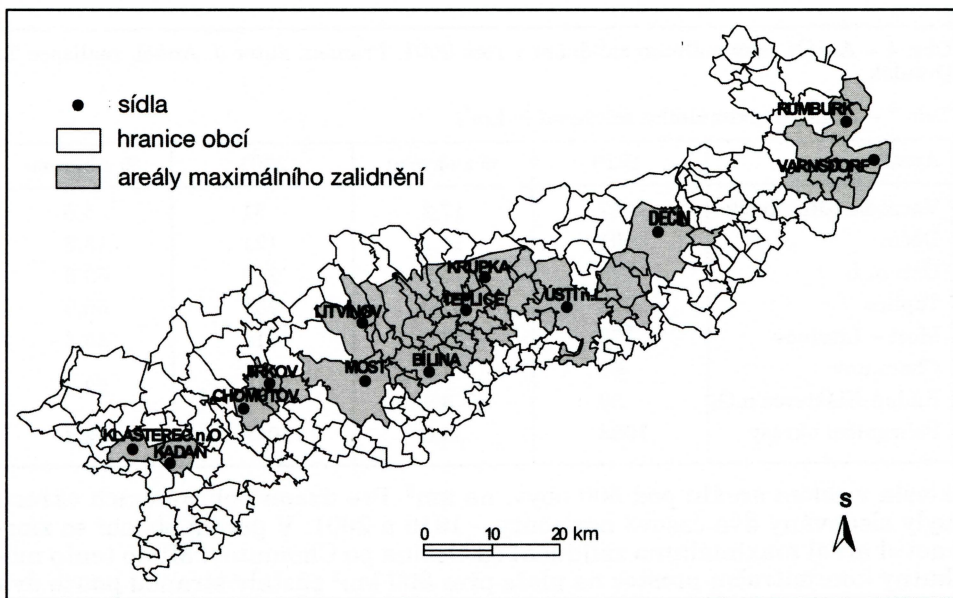 sídla
hranice obcí
areály maximálního zalidnění
RUMBURK
VARNSDORF
DĚČÍN
KRUPKA
TEPLICE
ÚSTÍ n.L.
LITVÍNOV
BÍLINA
MOST
JIRKOV
CHOMUTOV
KLÁŠTEREC n.O.
KADAŇ
S
0 10 20 km